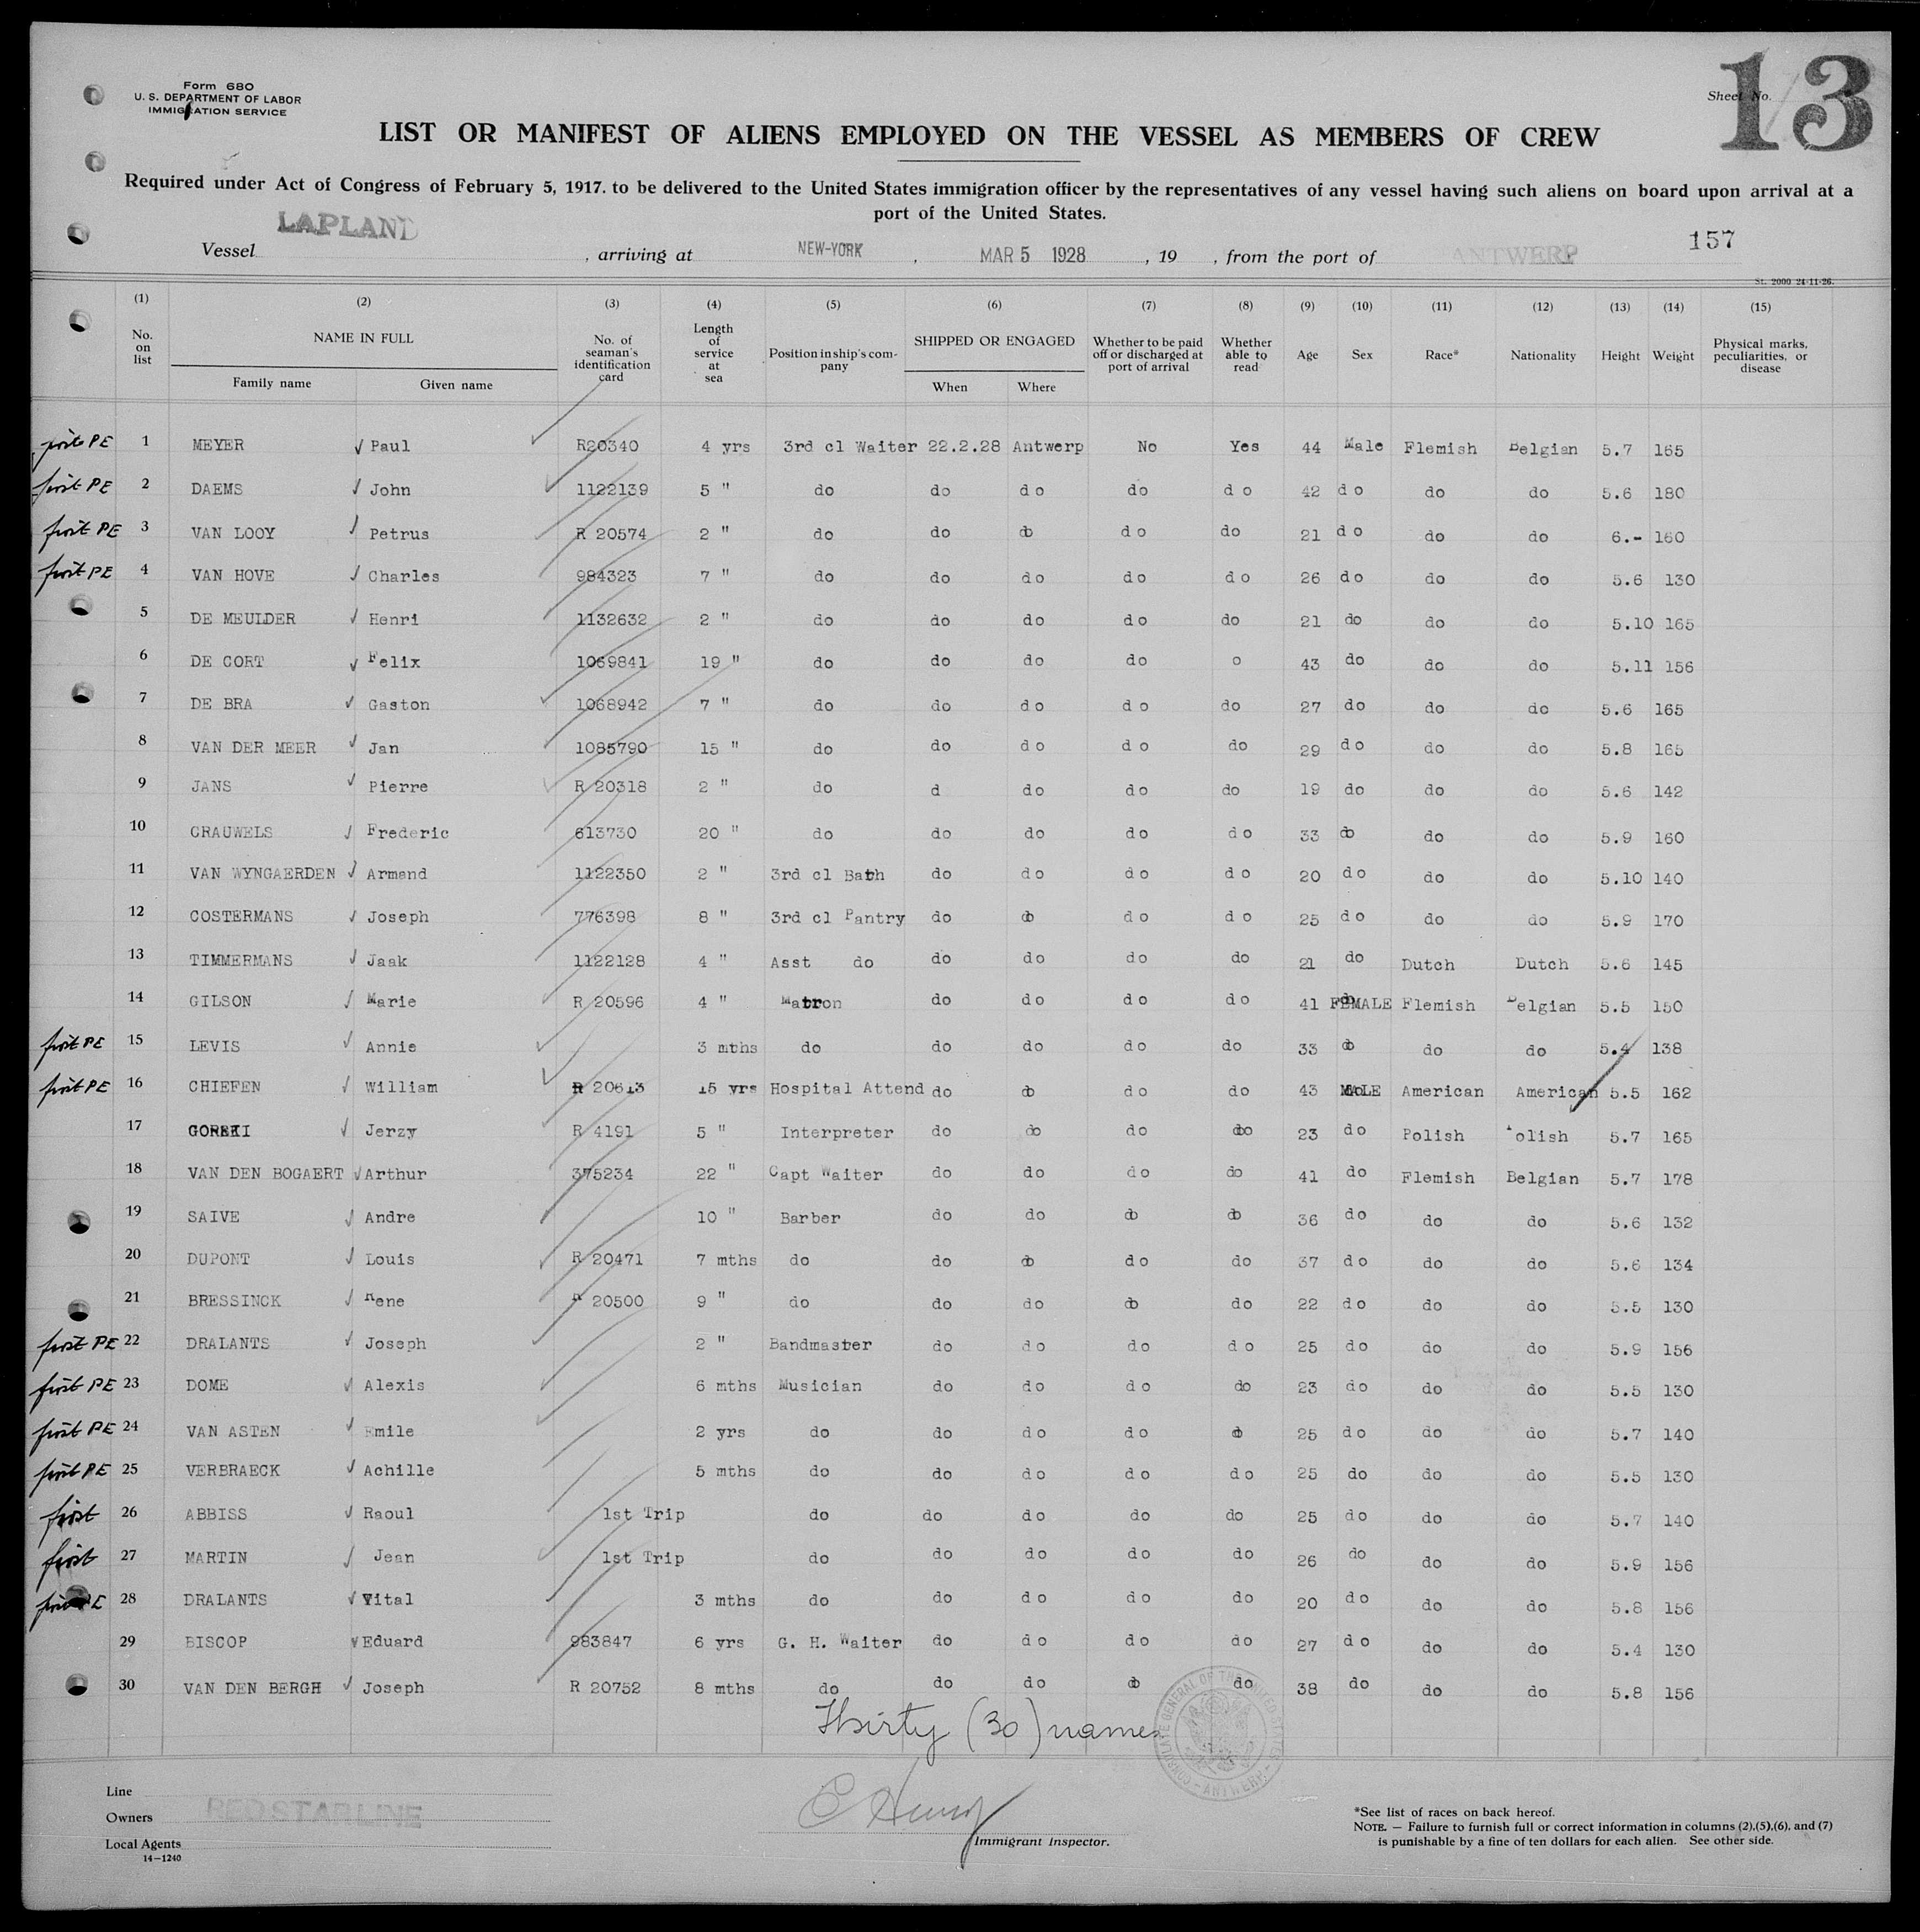 Form 680
U. S. DEPARTMENT OF LABOR
IMMIGRATION SERVICE
Sheet No.
13
LIST OR MANIFEST OF ALIENS EMPLOYED ON THE VESSEL AS MEMBERS OF CREW
Required under Act of Congress of February 5, 1917. to be delivered to the United States immigration officer by the representatives of any vessel having such aliens on board upon arrival at a
port of the United States.
Vessel LAPLAND , arriving at NEW-YORK , MAR 5 1928 , 19 , from the port of ANTWERP 157
St. 2000 24-11-26.
(1) (2) (3) (4) (5) (6) (7) (8) (9) (10) (11) (12) (13) (14) (15)
No. on list NAME IN FULL Family name Given name No. of seaman's identification card Length of service at sea Position in ship's company SHIPPED OR ENGAGED When Where Whether to be paid off or discharged at port of arrival Whether able to read Age Sex Race* Nationality Height Weight Physical marks, peculiarities, or disease
first PE 1 MEYER Paul R20340 4 yrs 3rd cl Waiter 22.2.28 Antwerp No Yes 44 Male Flemish Belgian 5.7 165
first PE 2 DAEMS John 1122139 5 " do do do do do 42 do do do 5.6 180
first PE 3 VAN LOOY Petrus R 20574 2 " do do do do do 21 do do do 6.- 160
first PE 4 VAN HOVE Charles 984323 7 " do do do do do 26 do do do 5.6 130
5 DE MEULDER Henri 1132632 2 " do do do do do 21 do do do 5.10 165
6 DE CORT Felix 1069841 19 " do do do do o 43 do do do 5.11 156
7 DE BRA Gaston 1068942 7 " do do do do do 27 do do do 5.6 165
8 VAN DER MEER Jan 1085790 15 " do do do do do 29 do do do 5.8 165
9 JANS Pierre R 20318 2 " do d do do do 19 do do do 5.6 142
10 GRAUWELS Frederic 613730 20 " do do do do do 33 do do do 5.9 160
11 VAN WYNGAERDEN Armand 1122350 2 " 3rd cl Bath do do do do 20 do do do 5.10 140
12 COSTERMANS Joseph 776398 8 " 3rd cl Pantry do do do do 25 do do do 5.9 170
13 TIMMERMANS Jaak 1122128 4 " Asst do do do do do 21 do Dutch Dutch 5.6 145
14 GILSON Marie R 20596 4 " Matron do do do do 41 FEMALE Flemish Belgian 5.5 150
first PE 15 LEVIS Annie 3 mths do do do do do 33 do do do 5.4 138
first PE 16 CHIEFEN William R 20613 15 yrs Hospital Attend do do do do 43 MALE American American 5.5 162
17 GORSKI Jerzy R 4191 5 " Interpreter do do do do 23 do Polish Polish 5.7 165
18 VAN DEN BOGAERT Arthur 375234 22 " Capt Waiter do do do do 41 do Flemish Belgian 5.7 178
19 SAIVE Andre 10 " Barber do do do do 36 do do do 5.6 132
20 DUPONT Louis R 20471 7 mths do do do do do 37 do do do 5.6 134
21 BRESSINCK Rene R 20500 9 " do do do do do 22 do do do 5.5 130
first PE 22 DRALANTS Joseph 2 " Bandmaster do do do do 25 do do do 5.9 156
first PE 23 DOME Alexis 6 mths Musician do do do do 23 do do do 5.5 130
first PE 24 VAN ASTEN Emile 2 yrs do do do do do 25 do do do 5.7 140
first PE 25 VERBRAECK Achille 5 mths do do do do do 25 do do do 5.5 130
first 26 ABBISS Raoul 1st Trip do do do do do 25 do do do 5.7 140
first 27 MARTIN Jean 1st Trip do do do do do 26 do do do 5.9 156
first PE 28 DRALANTS Vital 3 mths do do do do do 20 do do do 5.8 156
29 BISCOP Eduard 983847 6 yrs G. H. Waiter do do do do 27 do do do 5.4 130
30 VAN DEN BERGH Joseph R 20752 8 mths do do do do do 38 do do do 5.8 156
Thirty (30) names
CONSULATE GENERAL OF THE UNITED STATES - ANTWERP -
Line
Owners RED STAR LINE
Local Agents
14-1240
Immigrant Inspector.
*See list of races on back hereof.
NOTE. — Failure to furnish full or correct information in columns (2),(5),(6), and (7)
is punishable by a fine of ten dollars for each alien. See other side.